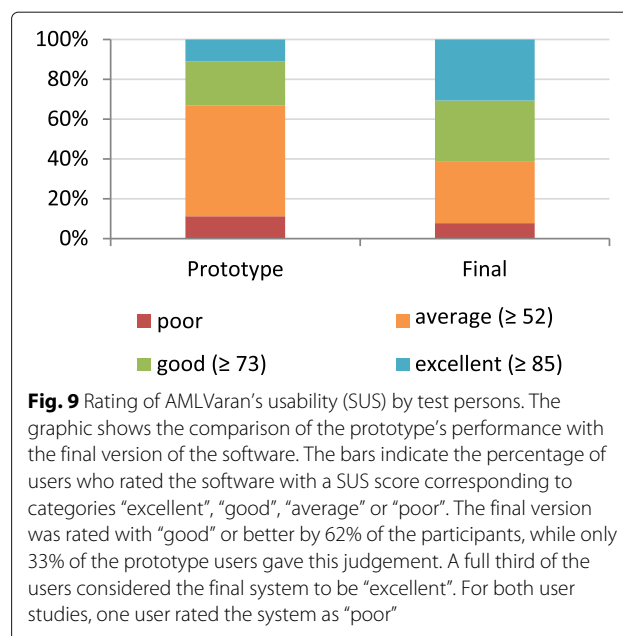 100%
80%
60%
40%
20%
0%
Prototype Final
poor average (≥ 52)
good (≥ 73) excellent (≥ 85)
Fig. 9 Rating of AMLVaran's usability (SUS) by test persons. The
graphic shows the comparison of the prototype's performance with
the final version of the software. The bars indicate the percentage of
users who rated the software with a SUS score corresponding to
categories “excellent”, “good”, “average” or “poor”. The final version
was rated with “good” or better by 62% of the participants, while only
33% of the prototype users gave this judgement. A full third of the
users considered the final system to be “excellent”. For both user
studies, one user rated the system as “poor”